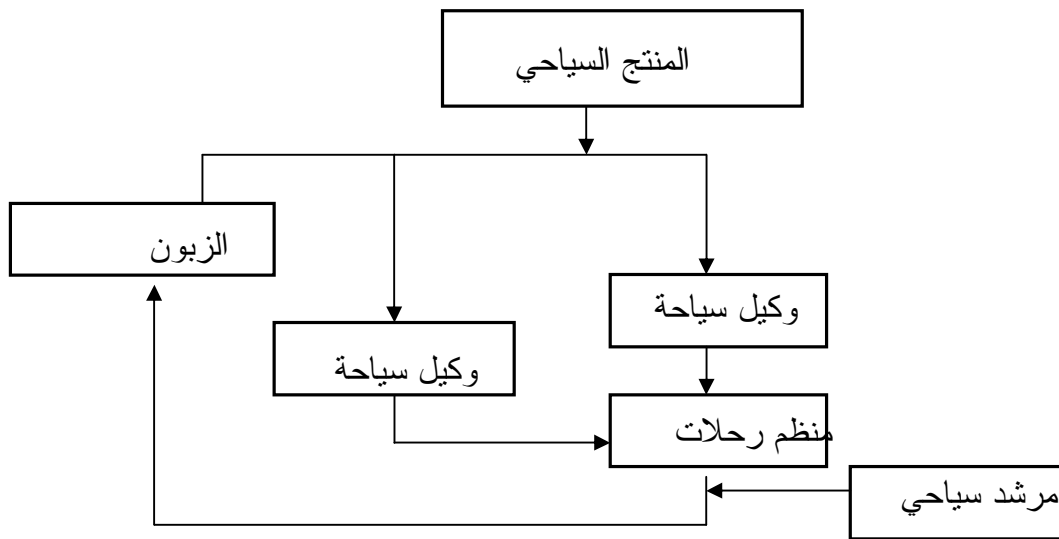 المنتج السياحي
الزبون
وكيل سياحة
وكيل سياحة
منظم رحلات
مرشد سياحي